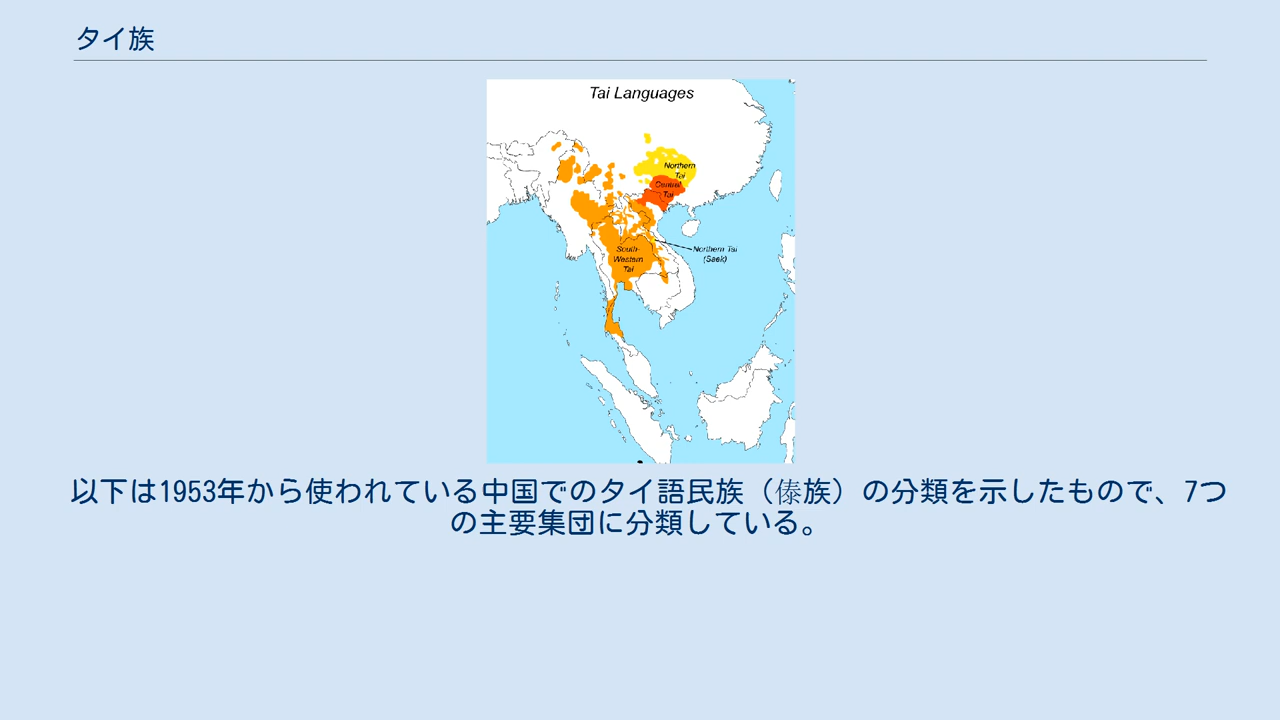 タイ族
Tai Languages
Northern
Tai
Central
Tai
Northern Tai
(Saek)
South-
Western
Tai
以下は1953年から使われている中国でのタイ語民族（傣族）の分類を示したもので、7つ
の主要集団に分類している。